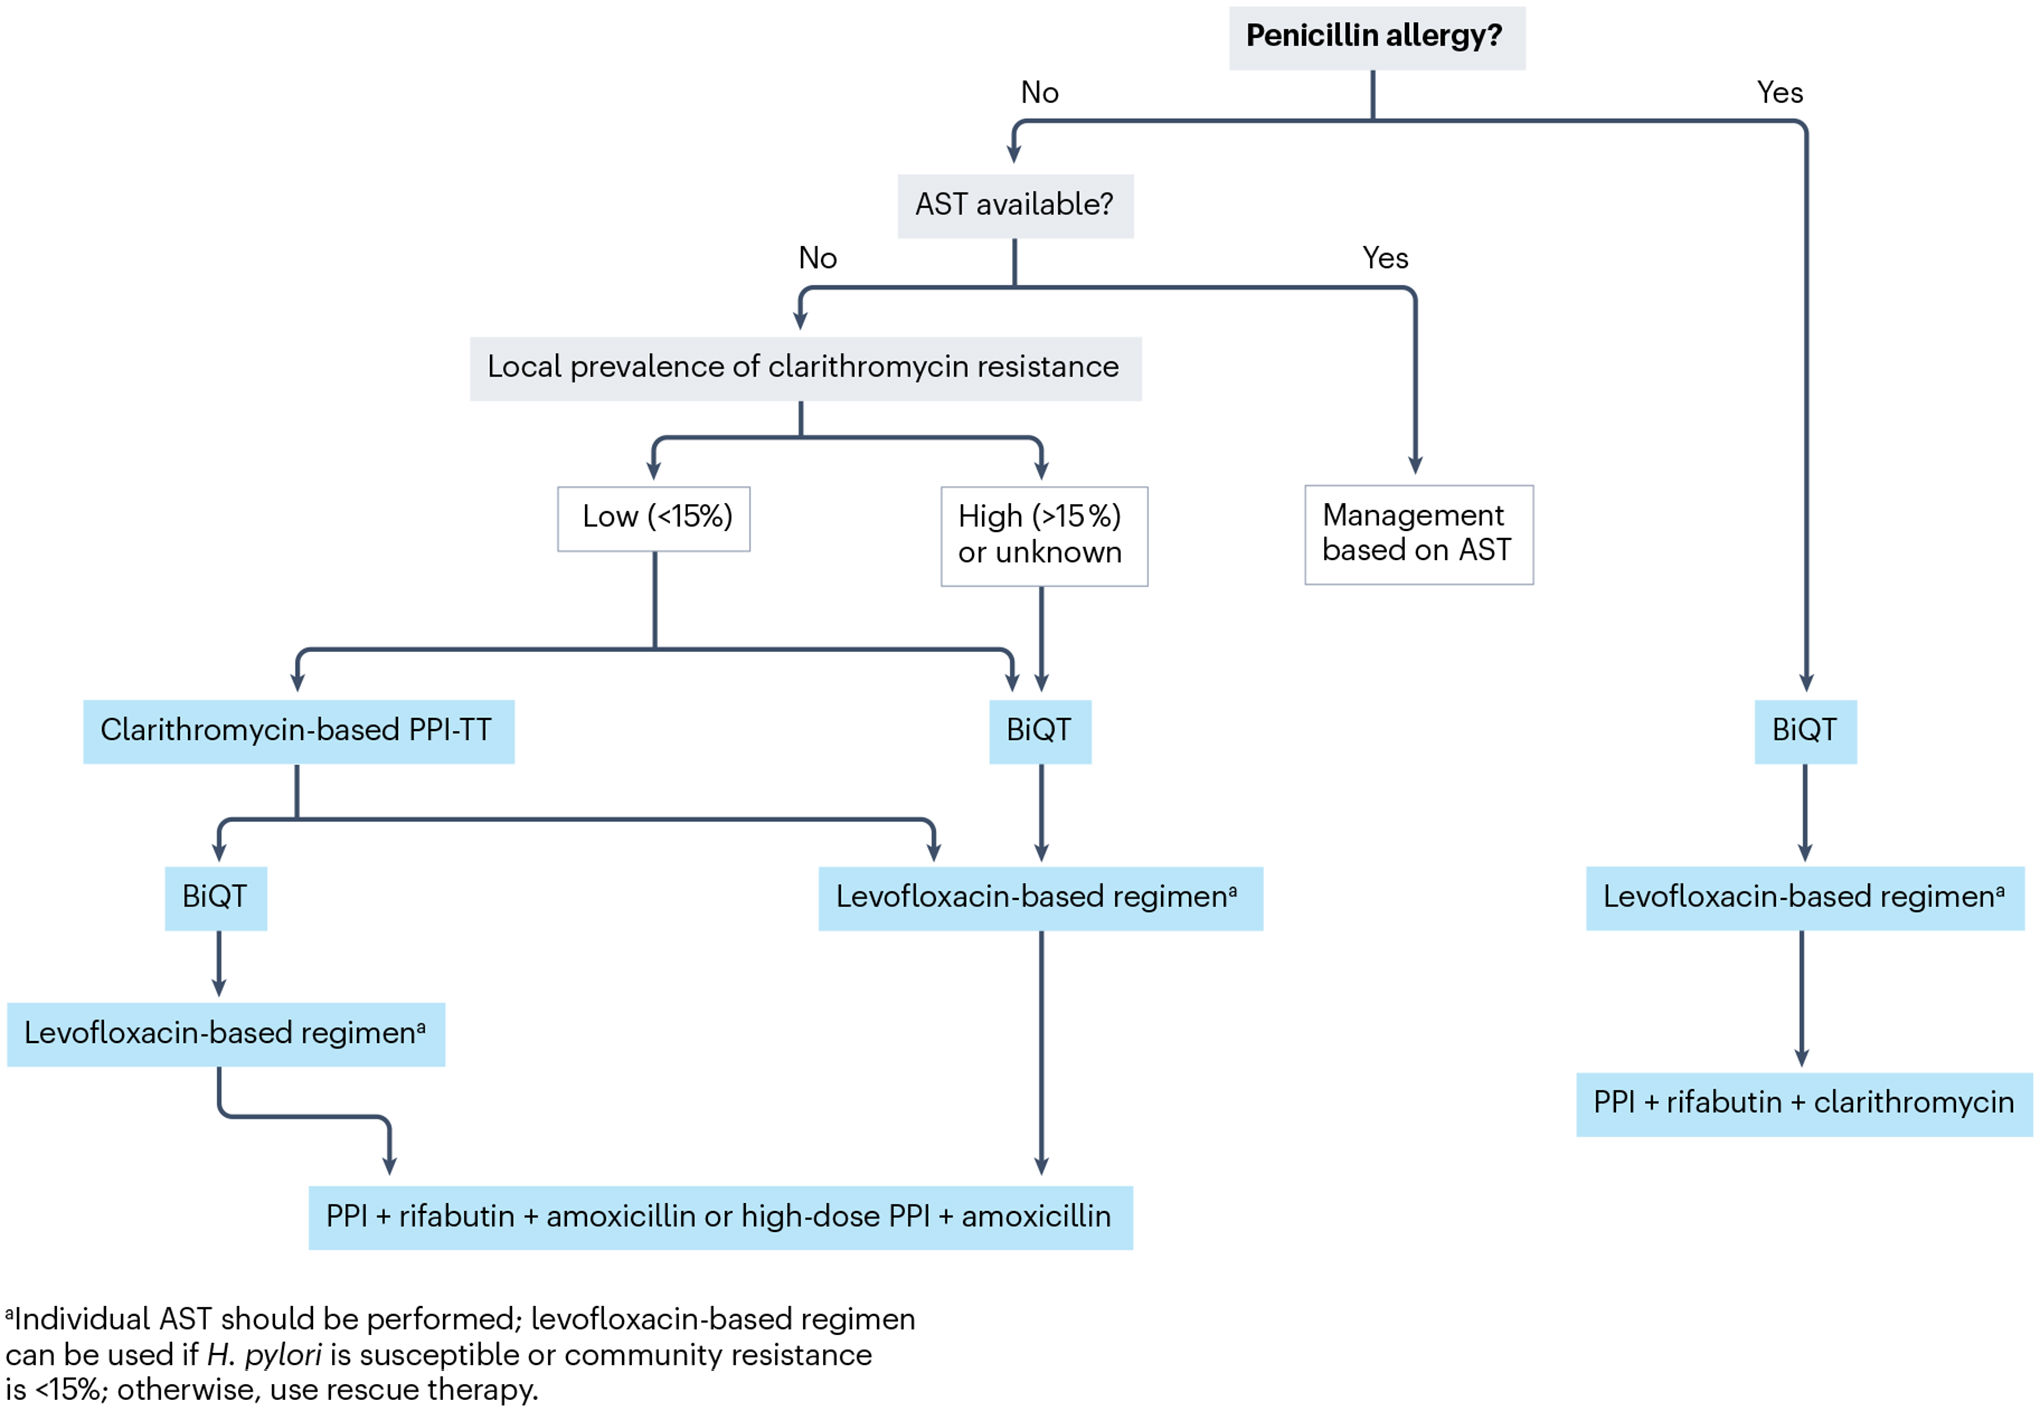 Penicillin allergy?
No
Yes
AST available?
No
Yes
Local prevalence of clarithromycin resistance
Low (<15%)
High (>15%)
or unknown
Management
based on AST
Clarithromycin-based PPI-TT
BiQT
BiQT
BiQT
Levofloxacin-based regimenᵃ
Levofloxacin-based regimenᵃ
Levofloxacin-based regimenᵃ
PPI + rifabutin + clarithromycin
PPI + rifabutin + amoxicillin or high-dose PPI + amoxicillin
ᵃIndividual AST should be performed; levofloxacin-based regimen
can be used if H. pylori is susceptible or community resistance
is <15%; otherwise, use rescue therapy.